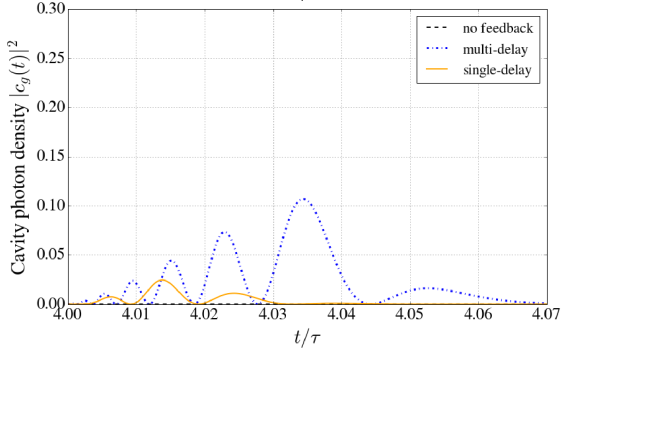 0.30
0.25
0.20
0.15
0.10
0.05
0.00
Cavity photon density |c_g(t)|^2
no feedback
multi-delay
single-delay
4.00 4.01 4.02 4.03 4.04 4.05 4.06 4.07
t/τ